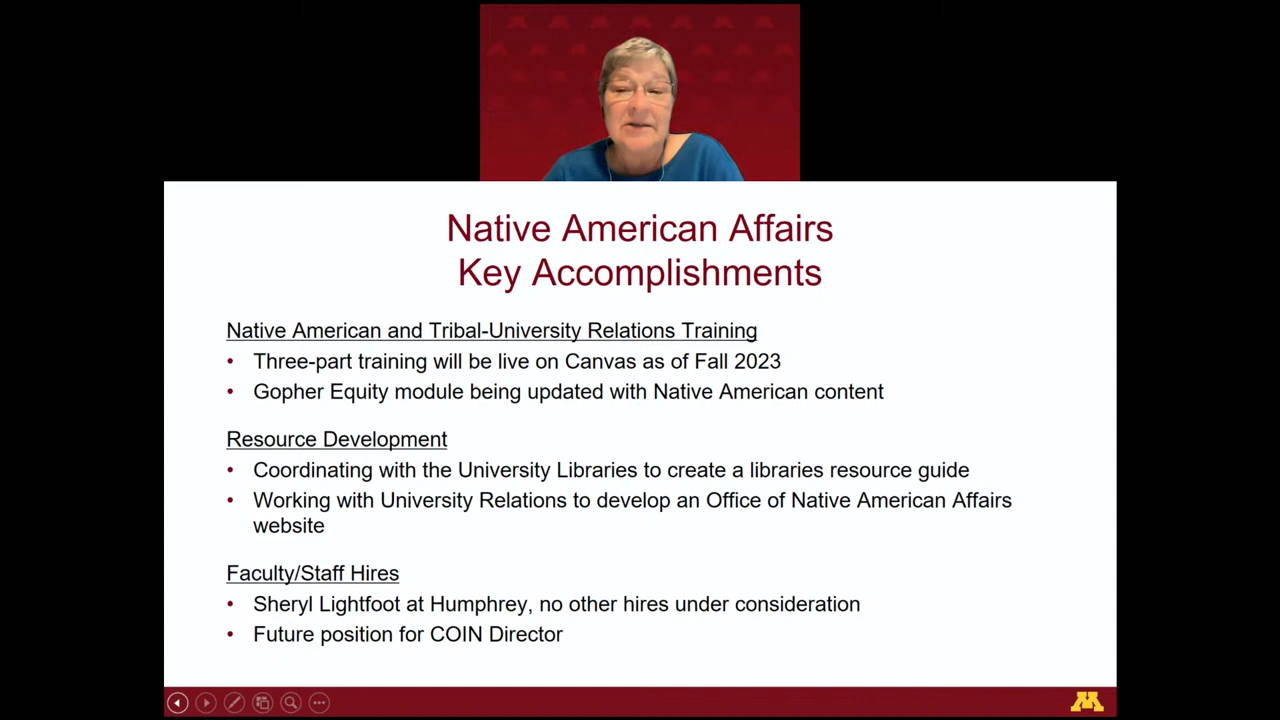 Native American Affairs
Key Accomplishments
Native American and Tribal-University Relations Training
• Three-part training will be live on Canvas as of Fall 2023
• Gopher Equity module being updated with Native American content
Resource Development
• Coordinating with the University Libraries to create a libraries resource guide
• Working with University Relations to develop an Office of Native American Affairs
website
Faculty/Staff Hires
• Sheryl Lightfoot at Humphrey, no other hires under consideration
• Future position for COIN Director
M